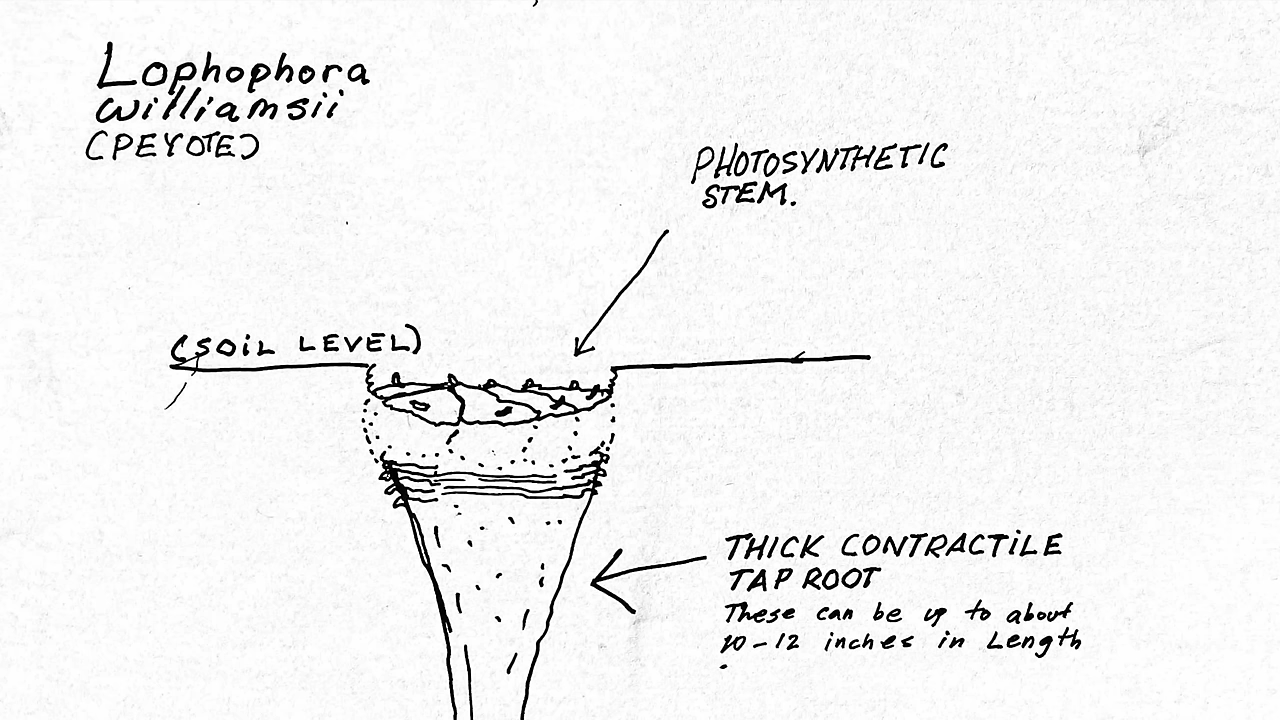 Lophophora
williamsii
(PEYOTE)
PHOTOSYNTHETIC
STEM.
(SOIL LEVEL)
THICK CONTRACTILE
TAP ROOT
These can be up to about
10-12 inches in Length